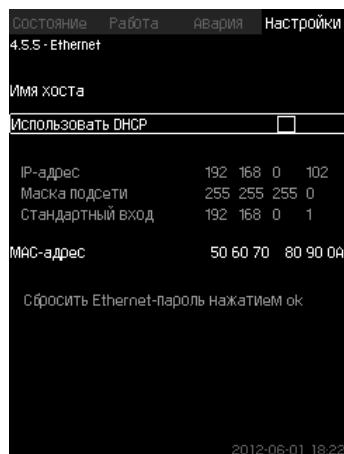 Состояние Работа Авария Настройки
4.5.5 - Ethernet
Имя хоста
Использовать DHCP
IP-адрес 192 168 0 102
Маска подсети 255 255 255 0
Стандартный вход 192 168 0 1
MAC-адрес 50 60 70 80 90 0A
Сбросить Ethernet-пароль нажатием ok
2012-06-01 18:22